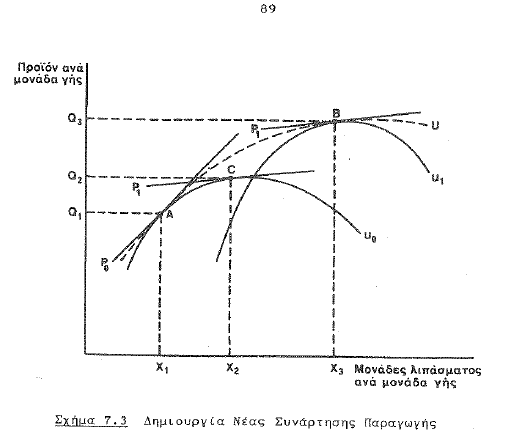 89
Προϊόν ανά
μονάδα γής
Q3
P1
B
U
Q2
P1
C
u1
Q1
A
u0
P0
X1
X2
X3
Μονάδες λιπάσματος
ανά μονάδα γής
Σχήμα 7.3 Δημιουργία Νέας Συνάρτησης Παραγωγής